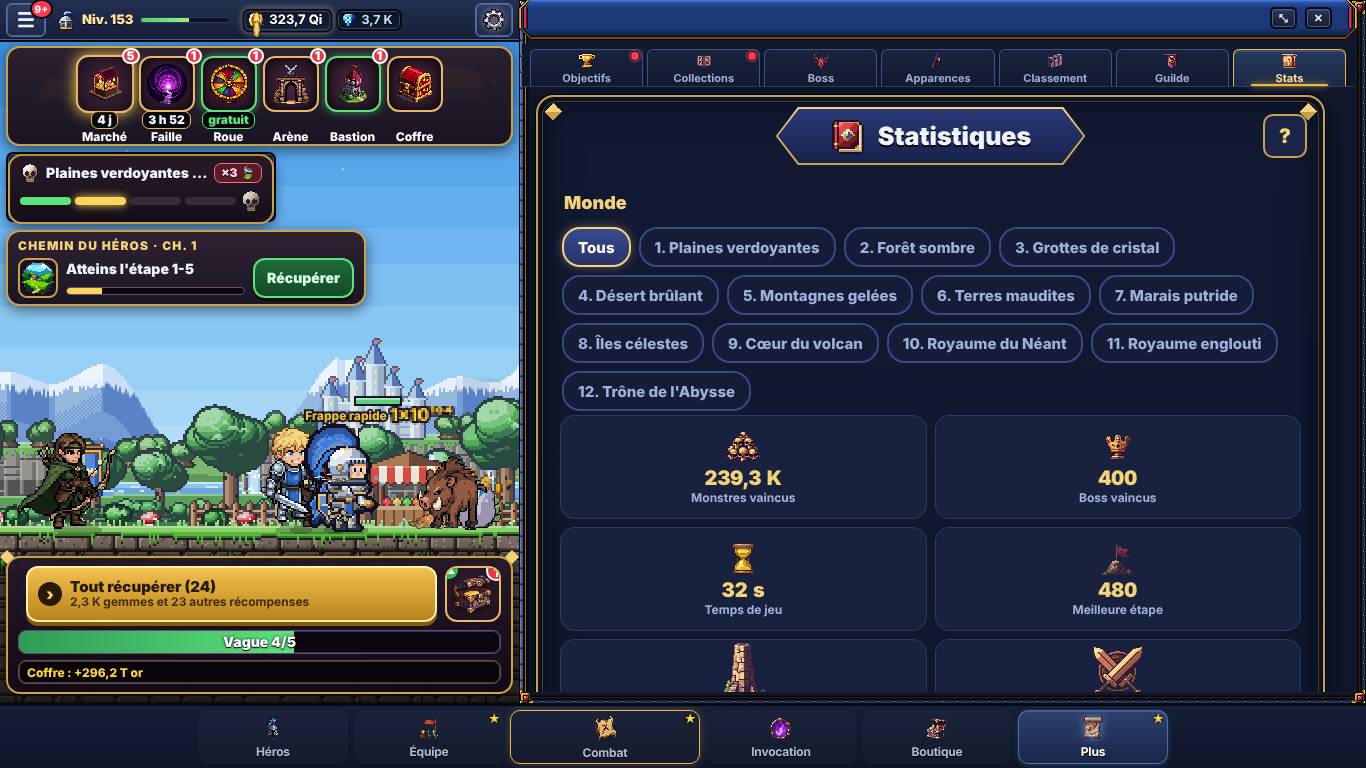 9+
Niv. 153
323,7 Qi
3,7 K
5
1
1
1
1
4 j
3 h 52
gratuit
Marché
Faille
Roue
Arène
Bastion
Coffre
Plaines verdoyantes ...
×3
CHEMIN DU HÉROS · CH. 1
Atteins l'étape 1-5
Récupérer
Frappe rapide
Tout récupérer (24)
2,3 K gemmes et 23 autres récompenses
Vague 4/5
Coffre : +296,2 T or
Objectifs
Collections
Boss
Apparences
Classement
Guilde
Stats
Statistiques
?
Monde
Tous
1. Plaines verdoyantes
2. Forêt sombre
3. Grottes de cristal
4. Désert brûlant
5. Montagnes gelées
6. Terres maudites
7. Marais putride
8. Îles célestes
9. Cœur du volcan
10. Royaume du Néant
11. Royaume englouti
12. Trône de l'Abysse
239,3 K
Monstres vaincus
400
Boss vaincus
32 s
Temps de jeu
480
Meilleure étape
Héros
Équipe
Combat
Invocation
Boutique
Plus